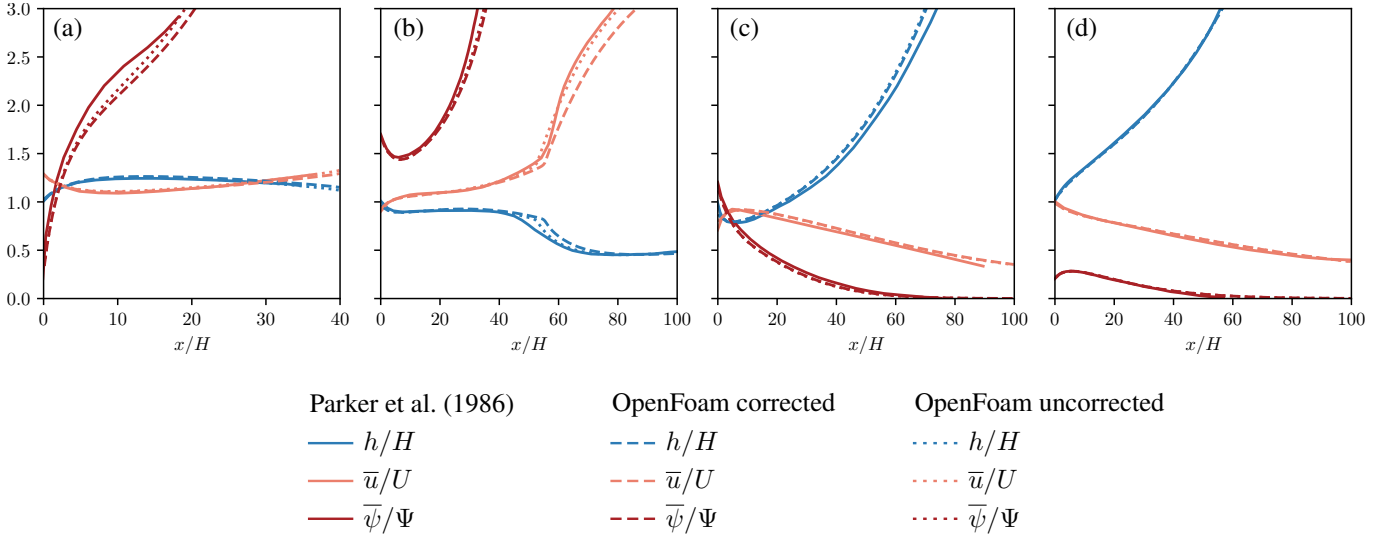 (a) (b) (c) (d)
3.0
2.5
2.0
1.5
1.0
0.5
0.0
0 10 20 30 40 0 20 40 60 80 100 0 20 40 60 80 100 0 20 40 60 80 100
x/H x/H x/H x/H
Parker et al. (1986) OpenFoam corrected OpenFoam uncorrected
h/H h/H h/H
u̅/U u̅/U u̅/U
ψ̅/Ψ ψ̅/Ψ ψ̅/Ψ